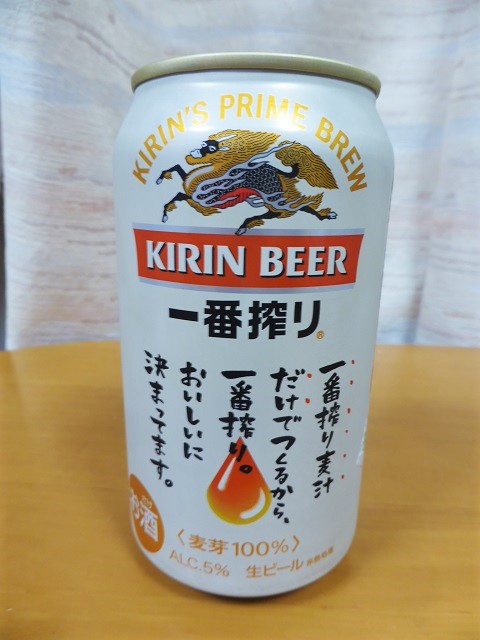 KIRIN'S PRIME BREW
KIRIN BEER
一番搾り®
一番搾り麦汁
だけでつくるから、
一番搾り。
おいしいに
決まってます。
お酒
〈麦芽100%〉
ALC.5% 生ビール